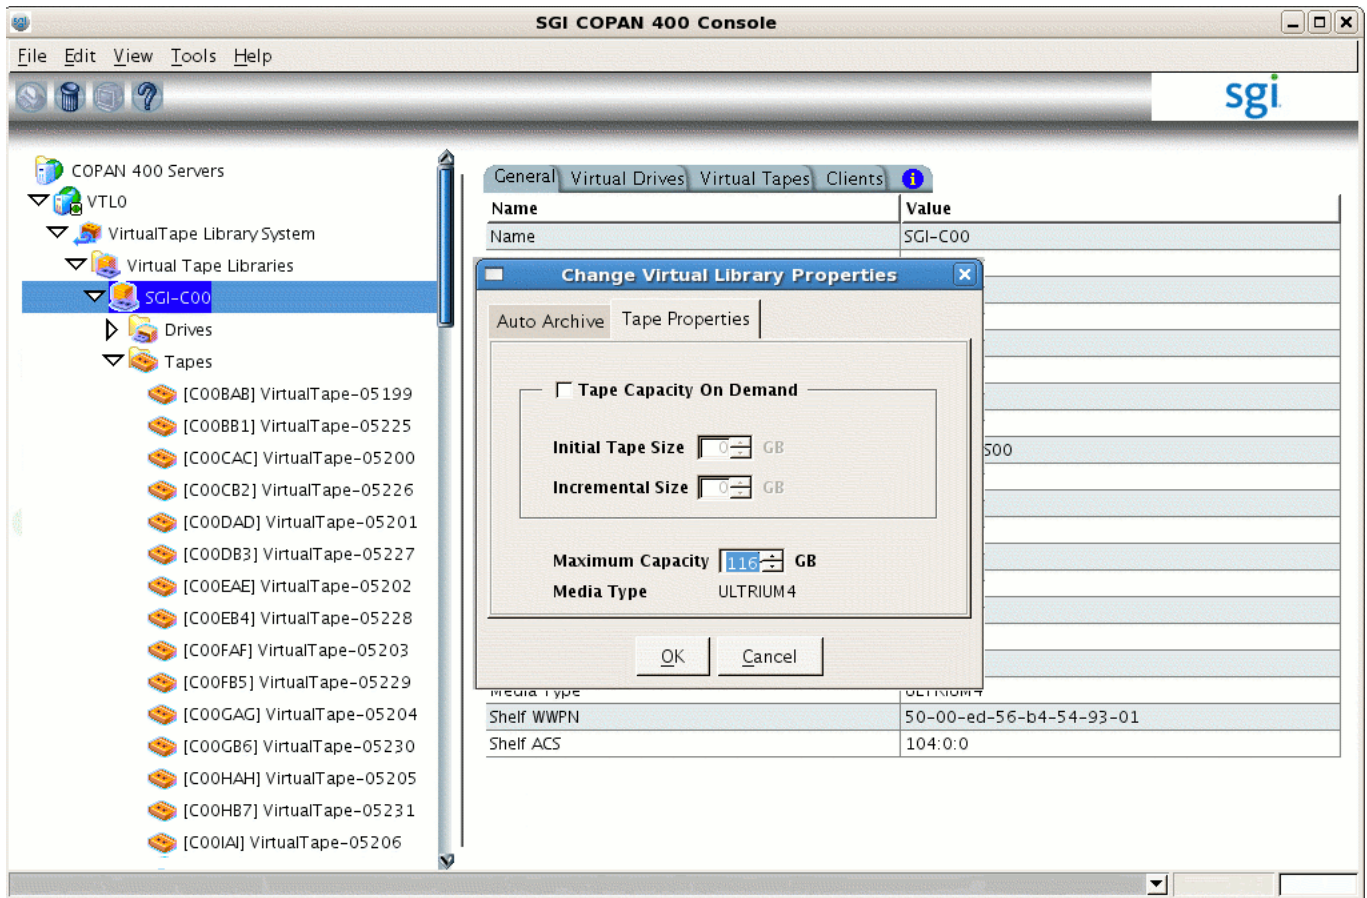 SGI COPAN 400 Console
File Edit View Tools Help
sgi
COPAN 400 Servers
VTL0
VirtualTape Library System
Virtual Tape Libraries
SGI-C00
Drives
Tapes
[C00BAB] VirtualTape-05199
[C00BB1] VirtualTape-05225
[C00CAC] VirtualTape-05200
[C00CB2] VirtualTape-05226
[C00DAD] VirtualTape-05201
[C00DB3] VirtualTape-05227
[C00EAE] VirtualTape-05202
[C00EB4] VirtualTape-05228
[C00FAF] VirtualTape-05203
[C00FB5] VirtualTape-05229
[C00GAG] VirtualTape-05204
[C00GB6] VirtualTape-05230
[C00HAH] VirtualTape-05205
[C00HB7] VirtualTape-05231
[C00IAI] VirtualTape-05206
General Virtual Drives Virtual Tapes Clients i
Name Value
Name SGI-C00
Change Virtual Library Properties
Auto Archive Tape Properties
Tape Capacity On Demand
Initial Tape Size 0 GB
Incremental Size 0 GB
Maximum Capacity 116 GB
Media Type ULTRIUM4
OK Cancel
500
Media Type ULTRIUM4
Shelf WWPN 50-00-ed-56-b4-54-93-01
Shelf ACS 104:0:0